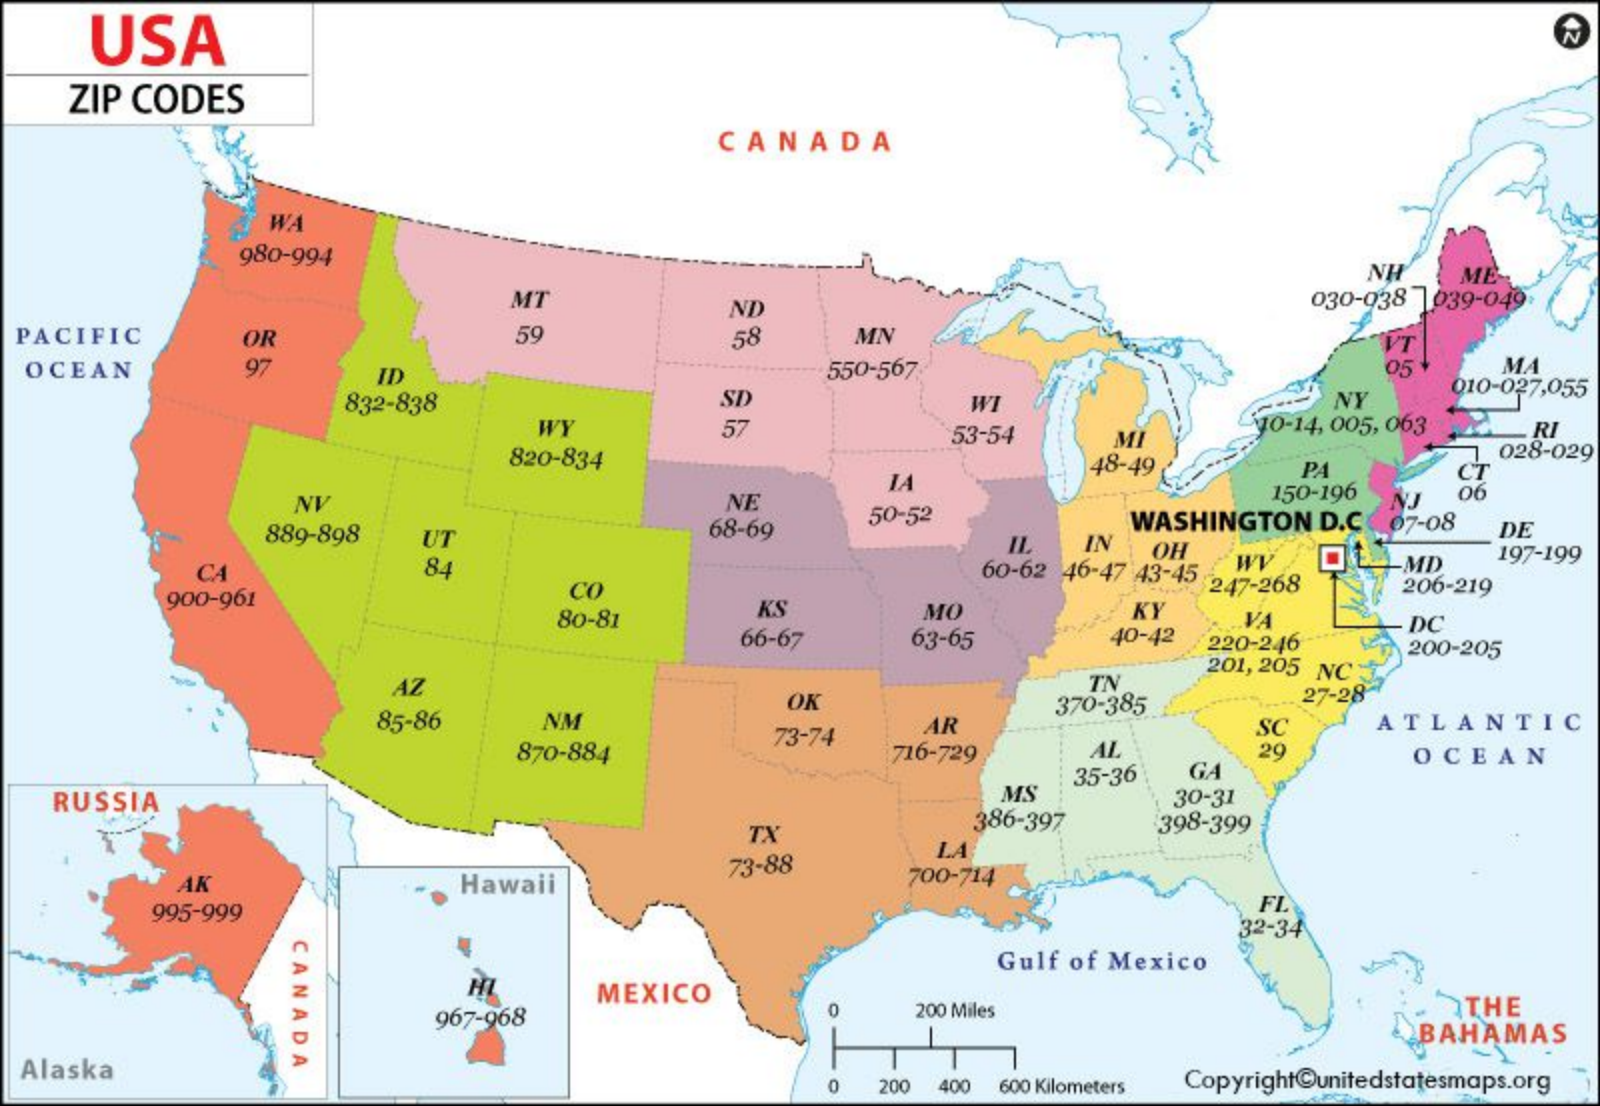 USA
ZIP CODES
N
CANADA
WA
980-994
MT
59
ND
58
MN
550-567
OR
97
ID
832-838
WY
820-834
SD
57
WI
53-54
MI
48-49
NH
030-038
ME
039-049
VT
05
MA
010-027,055
NY
10-14, 005, 063
RI
028-029
CT
06
PA
150-196
NJ
07-08
PACIFIC
OCEAN
NV
889-898
UT
84
CO
80-81
NE
68-69
IA
50-52
IL
60-62
IN
46-47
OH
43-45
WASHINGTON D.C
DE
197-199
MD
206-219
WV
247-268
DC
200-205
CA
900-961
KS
66-67
MO
63-65
KY
40-42
VA
220-246
201, 205
NC
27-28
AZ
85-86
NM
870-884
OK
73-74
AR
716-729
TN
370-385
SC
29
ATLANTIC
OCEAN
TX
73-88
LA
700-714
MS
386-397
AL
35-36
GA
30-31
398-399
FL
32-34
RUSSIA
AK
995-999
CANADA
Alaska
Hawaii
HI
967-968
MEXICO
Gulf of Mexico
THE
BAHAMAS
0 200 Miles
0 200 400 600 Kilometers
Copyright©unitedstatesmaps.org